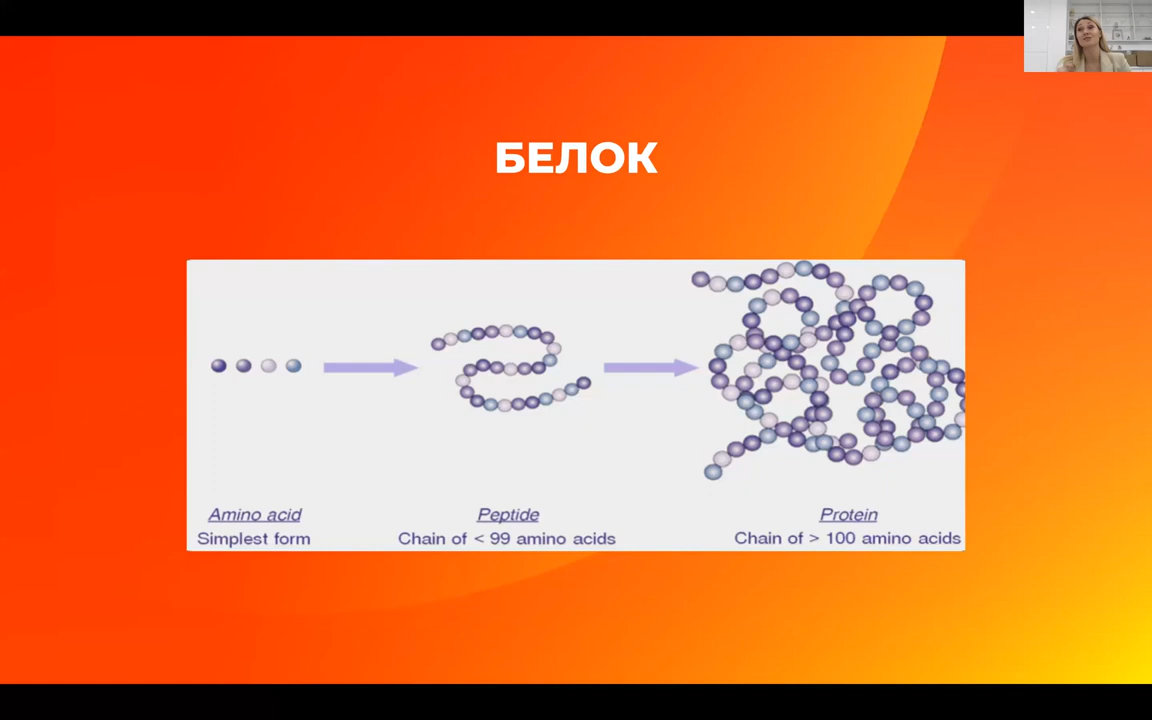 БЕЛОК
Amino acid
Simplest form
Peptide
Chain of < 99 amino acids
Protein
Chain of > 100 amino acids